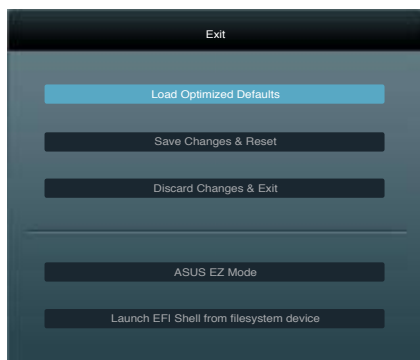 Exit
Load Optimized Defaults
Save Changes & Reset
Discard Changes & Exit
ASUS EZ Mode
Launch EFI Shell from filesystem device